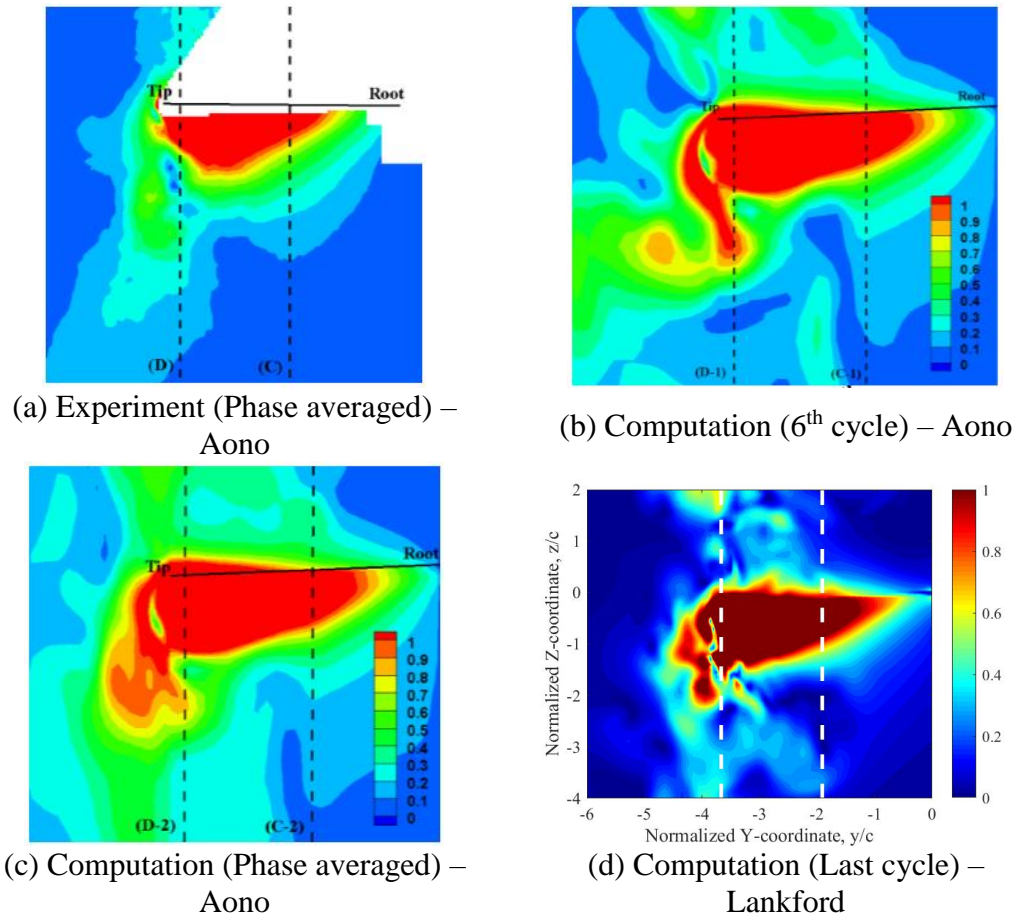 Tip
Root
(D)
(C)
(a) Experiment (Phase averaged) –
Aono
Tip
Root
1
0.9
0.8
0.7
0.6
0.5
0.4
0.3
0.2
0.1
0
(D-1)
(C-1)
(b) Computation (6th cycle) – Aono
Tip
Root
1
0.9
0.8
0.7
0.6
0.5
0.4
0.3
0.2
0.1
0
(D-2)
(C-2)
(c) Computation (Phase averaged) –
Aono
2
1
0
-1
-2
-3
-4
Normalized Z-coordinate, z/c
-6
-5
-4
-3
-2
-1
0
Normalized Y-coordinate, y/c
1
0.8
0.6
0.4
0.2
0
(d) Computation (Last cycle) –
Lankford